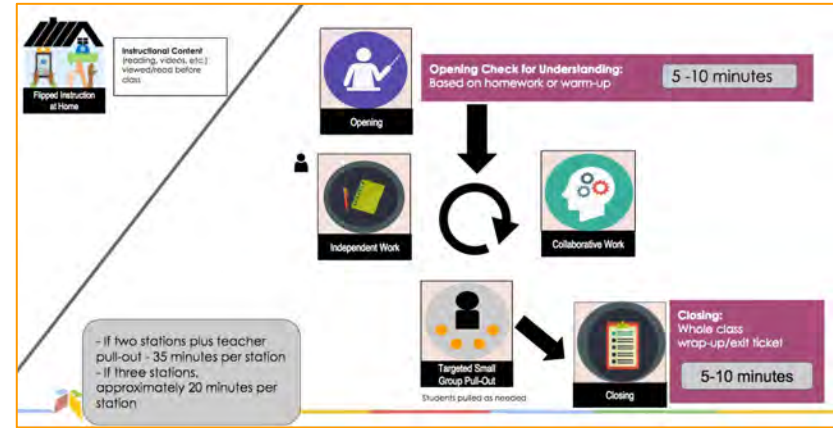 Instructional Content
(reading, videos, etc.)
viewed/read before
class
Flipped Instruction
at Home
Opening Check for Understanding:
Based on homework or warm-up
5 -10 minutes
Opening
Independent Work
Collaborative Work
Targeted Small
Group Pull-Out
Students pulled as needed
Closing
Closing:
Whole class
wrap-up/exit ticket
5-10 minutes
- If two stations plus teacher
pull-out - 35 minutes per station
- If three stations,
approximately 20 minutes per
station